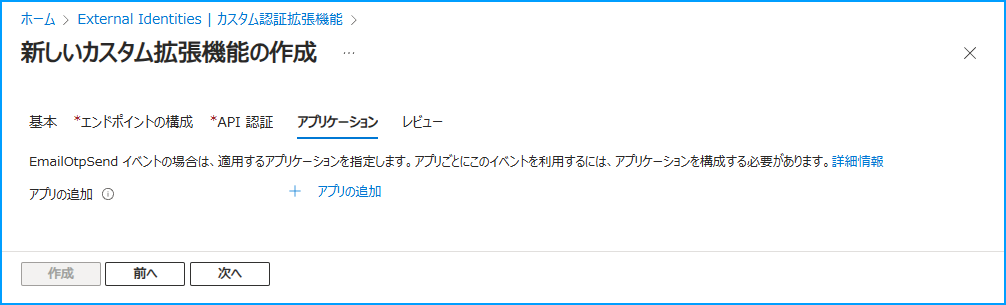 ホーム > External Identities | カスタム認証拡張機能 >
新しいカスタム拡張機能の作成 …
基本 *エンドポイントの構成 *API 認証 アプリケーション レビュー
EmailOtpSend イベントの場合は、適用するアプリケーションを指定します。アプリごとにこのイベントを利用するには、アプリケーションを構成する必要があります。詳細情報
アプリの追加 + アプリの追加
作成 前へ 次へ